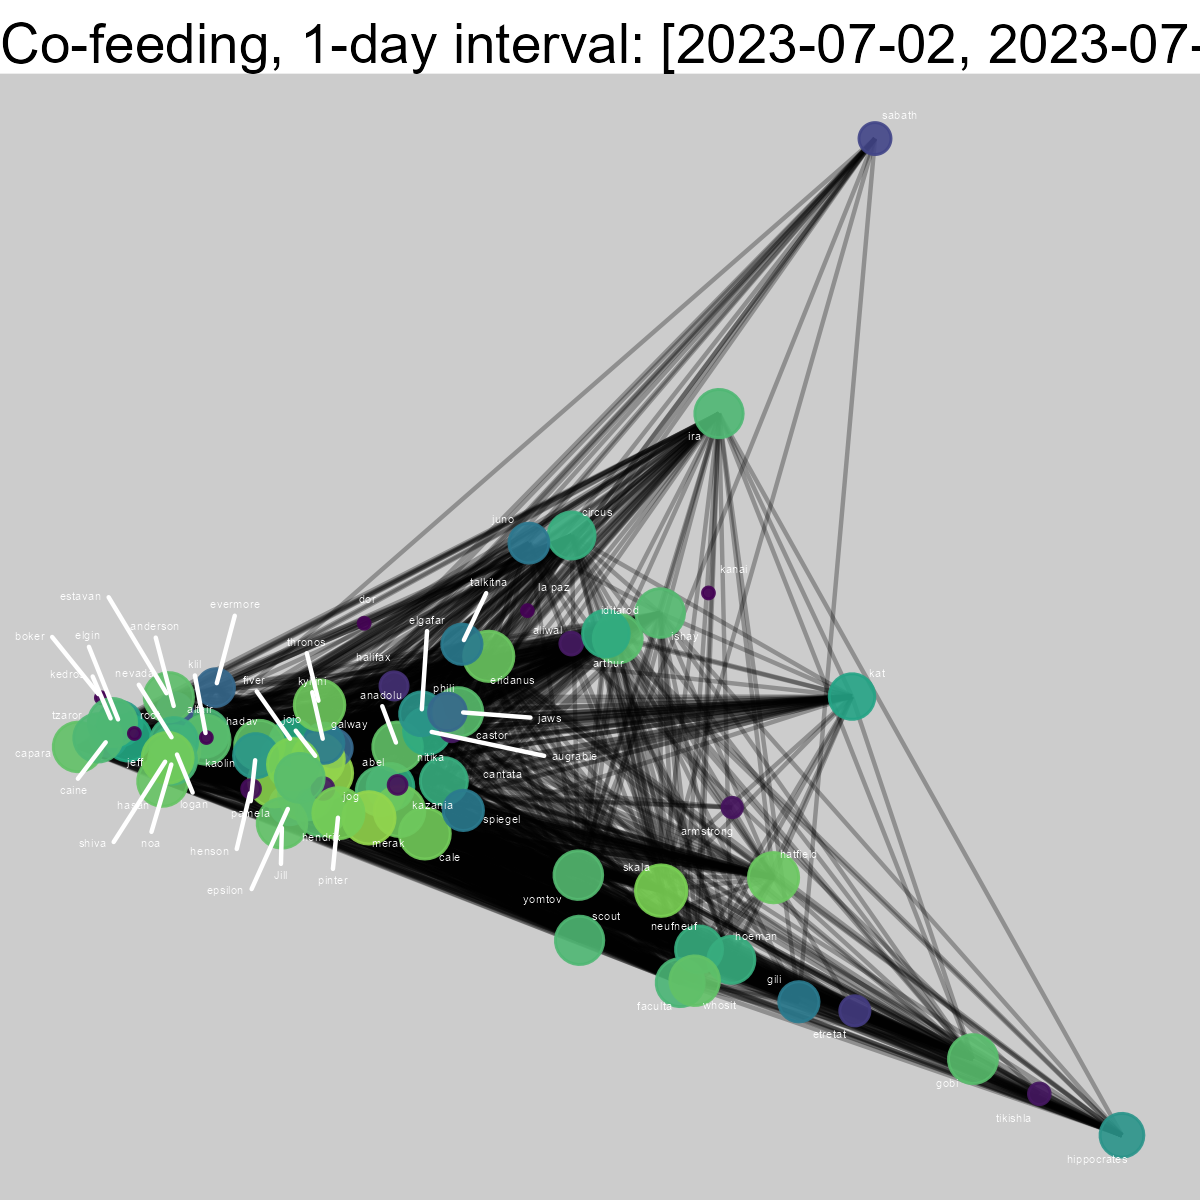 Co-feeding, 1-day interval: [2023-07-02, 2023-07-
sabath
ira
circus
juno
kanai
talkitna
la paz
estavan
dor
evermore
iditarod
elgafar
aliwal
anderson
boker
elgin
ishay
thronos
halifax
arthur
klil
kedros
nevada
fiver
kyrini
eridanus
kat
anadolu
phili
tzaror
roc
altair
hadav
jojo
galway
jaws
castor
capara
jeff
kaolin
abel
nitika
augrabie
cantata
caine
hasan
logan
jog
kazania
pamela
spiegel
armstrong
shiva
noa
henson
hendrix
merak
cale
hatfield
skala
Jill
pinter
epsilon
yomtov
scout
neufneuf
hoeman
gili
faculta
whosit
etretat
gobi
tikishla
hippocrates